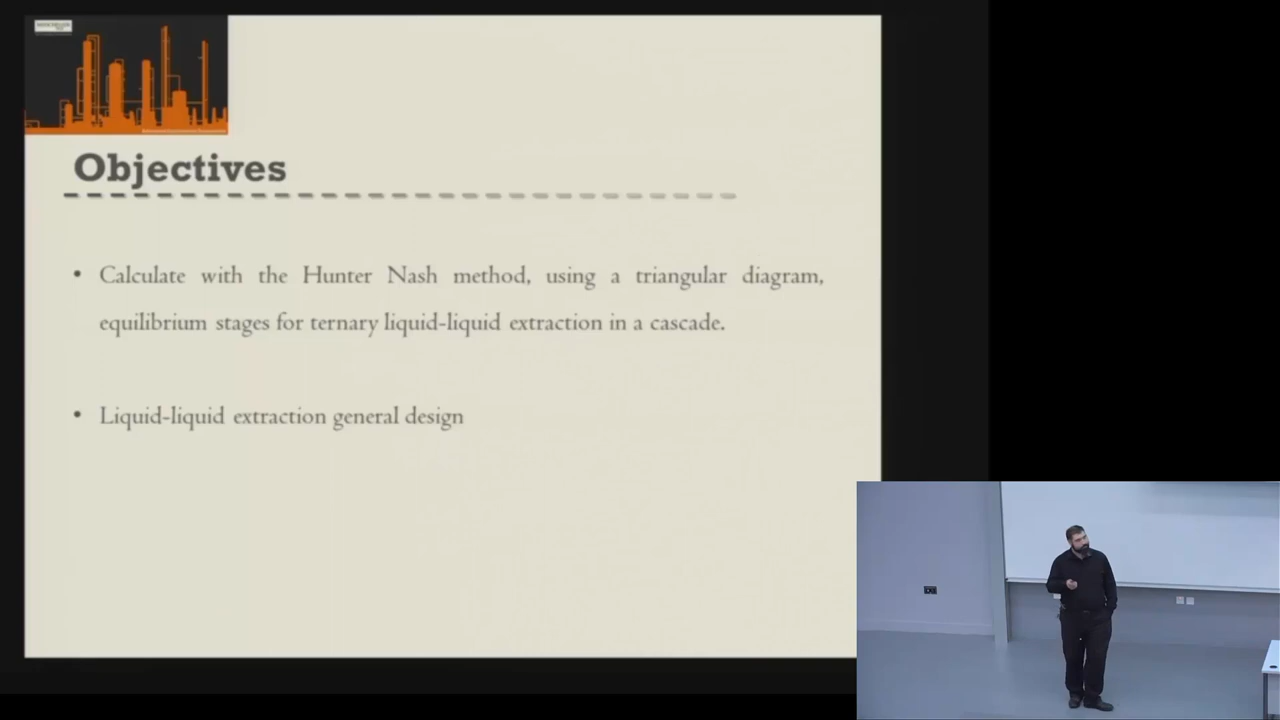 Objectives
• Calculate with the Hunter Nash method, using a triangular diagram,
equilibrium stages for ternary liquid-liquid extraction in a cascade.
• Liquid-liquid extraction general design